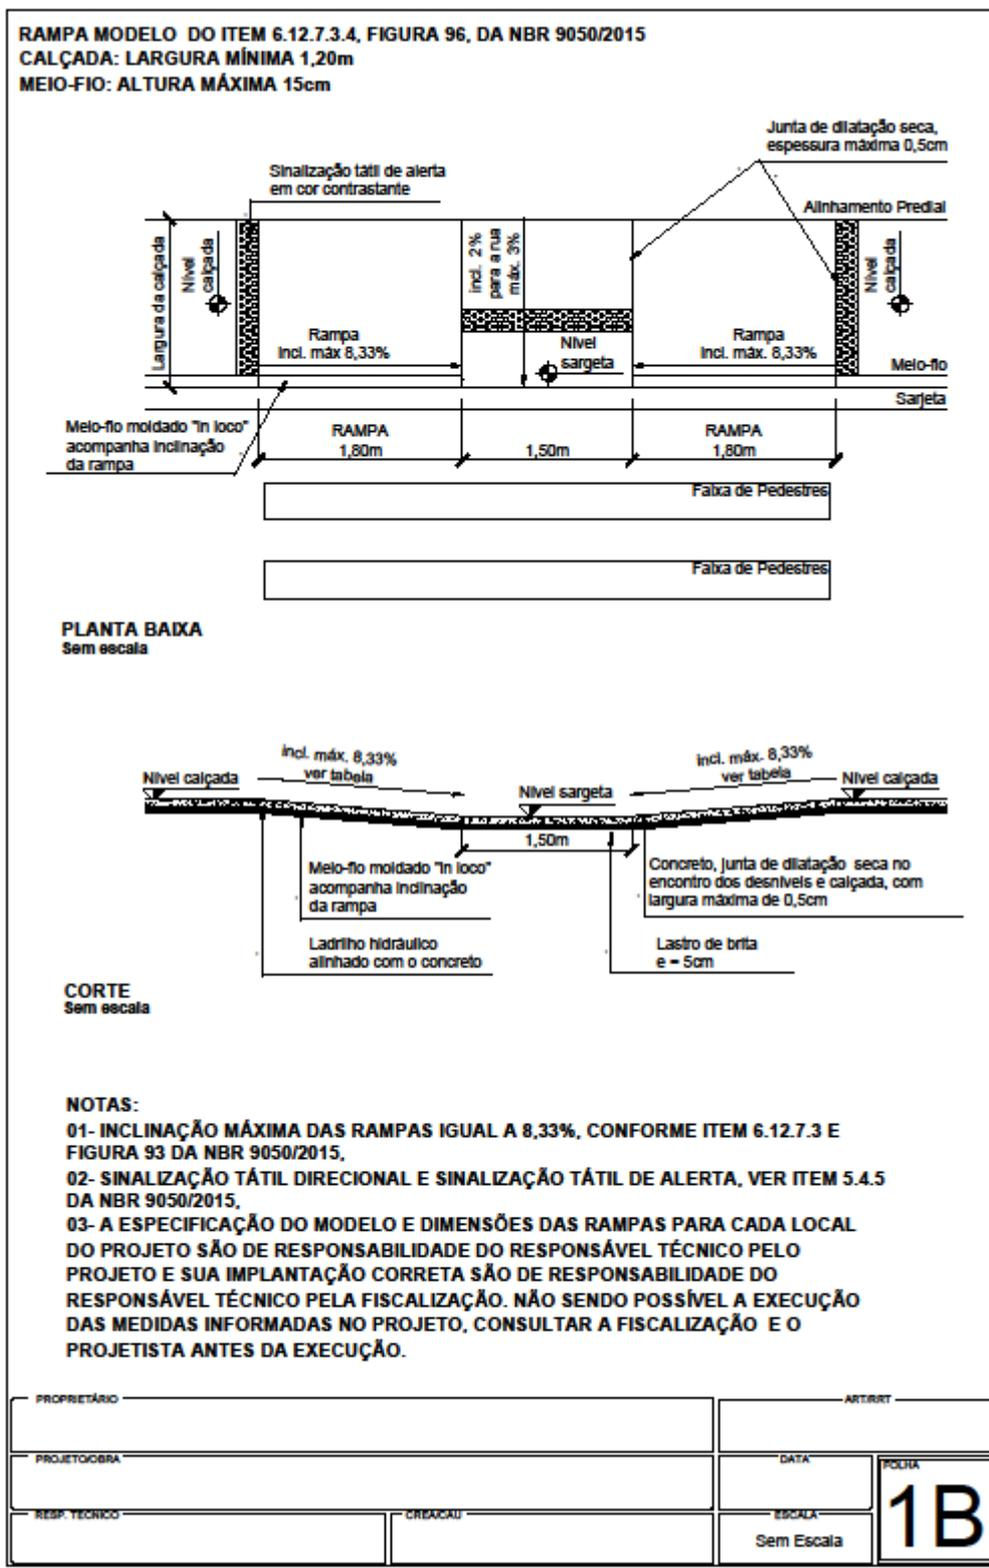 RAMPA MODELO DO ITEM 6.12.7.3.4, FIGURA 96, DA NBR 9050/2015
CALÇADA: LARGURA MÍNIMA 1,20m
MEIO-FIO: ALTURA MÁXIMA 15cm
Junta de dilatação seca,
espessura máxima 0,5cm
Sinalização tátil de alerta
em cor contrastante
Alinhamento Predial
Largura da calçada
Nível
calçada
incl. 2%
para a rua
máx. 3%
Nível
calçada
Rampa
Incl. máx 8,33%
Nível
sargeta
Rampa
Incl. máx. 8,33%
Meio-fio
Sarjeta
Meio-fio moldado "in loco"
acompanha inclinação
da rampa
RAMPA
1,80m
1,50m
RAMPA
1,80m
Faixa de Pedestres
Faixa de Pedestres
PLANTA BAIXA
Sem escala
incl. máx. 8,33%
ver tabela
incl. máx. 8,33%
ver tabela
Nível calçada
Nível sargeta
Nível calçada
1,50m
Meio-fio moldado "in loco"
acompanha inclinação
da rampa
Concreto, junta de dilatação seca no
encontro dos desníveis e calçada, com
largura máxima de 0,5cm
Ladrilho hidráulico
alinhado com o concreto
Lastro de brita
e = 5cm
CORTE
Sem escala
NOTAS:
01- INCLINAÇÃO MÁXIMA DAS RAMPAS IGUAL A 8,33%, CONFORME ITEM 6.12.7.3 E
FIGURA 93 DA NBR 9050/2015,
02- SINALIZAÇÃO TÁTIL DIRECIONAL E SINALIZAÇÃO TÁTIL DE ALERTA, VER ITEM 5.4.5
DA NBR 9050/2015,
03- A ESPECIFICAÇÃO DO MODELO E DIMENSÕES DAS RAMPAS PARA CADA LOCAL
DO PROJETO SÃO DE RESPONSABILIDADE DO RESPONSÁVEL TÉCNICO PELO
PROJETO E SUA IMPLANTAÇÃO CORRETA SÃO DE RESPONSABILIDADE DO
RESPONSÁVEL TÉCNICO PELA FISCALIZAÇÃO. NÃO SENDO POSSÍVEL A EXECUÇÃO
DAS MEDIDAS INFORMADAS NO PROJETO, CONSULTAR A FISCALIZAÇÃO E O
PROJETISTA ANTES DA EXECUÇÃO.
PROPRIETÁRIO
ART/RRT
PROJETO/OBRA
DATA
FOLHA
1B
RESP. TÉCNICO
CREA/CAU
ESCALA
Sem Escala